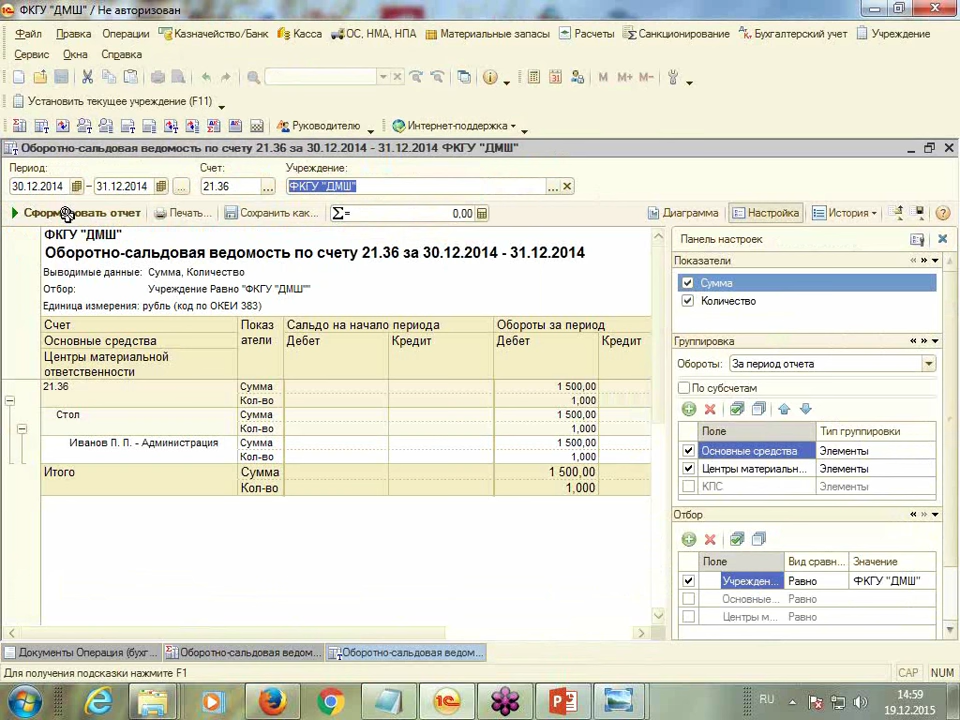 ФКГУ "ДМШ" / Не авторизован
Файл Правка Операции Казначейство/Банк Касса ОС, НМА, НПА Материальные запасы Расчеты Санкционирование Бухгалтерский учет Учреждение
Сервис Окна Справка
M M+ M-
Установить текущее учреждение (F11)
Руководителю Интернет-поддержка
Оборотно-сальдовая ведомость по счету 21.36 за 30.12.2014 - 31.12.2014 ФКГУ "ДМШ"
Период: Счет: Учреждение:
30.12.2014 – 31.12.2014 ... 21.36 ... ФКГУ "ДМШ" ...
Сформировать отчет Печать... Сохранить как... Σ= 0,00 Диаграмма Настройка История
ФКГУ "ДМШ"
Оборотно-сальдовая ведомость по счету 21.36 за 30.12.2014 - 31.12.2014
Выводимые данные: Сумма, Количество
Отбор: Учреждение Равно "ФКГУ "ДМШ""
Единица измерения: рубль (код по ОКЕИ 383)
Счет Показатели Сальдо на начало периода Обороты за период
Основные средства Дебет Кредит Дебет Кредит
Центры материальной ответственности
21.36 Сумма 1 500,00
Кол-во 1,000
Стол Сумма 1 500,00
Кол-во 1,000
Иванов П. П. - Администрация Сумма 1 500,00
Кол-во 1,000
Итого Сумма 1 500,00
Кол-во 1,000
Панель настроек
Показатели
Сумма
Количество
Группировка
Обороты: За период отчета
По субсчетам
Поле Тип группировки
Основные средства Элементы
Центры материальн... Элементы
КПС Элементы
Отбор
Поле Вид сравн... Значение
Учрежден... Равно ФКГУ "ДМШ"
Основные... Равно
Центры м... Равно
Документы Операция (бухг... Оборотно-сальдовая ведом... Оборотно-сальдовая ведом...
Для получения подсказки нажмите F1 CAP NUM
RU 14:59
19.12.2015